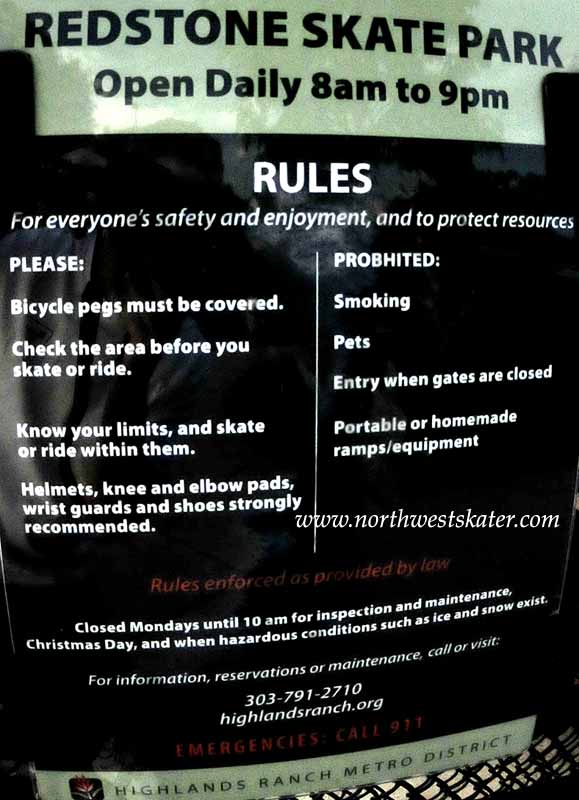 REDSTONE SKATE PARK
Open Daily 8am to 9pm
RULES
For everyone's safety and enjoyment, and to protect resources
PLEASE:
Bicycle pegs must be covered.
Check the area before you
skate or ride.
Know your limits, and skate
or ride within them.
Helmets, knee and elbow pads,
wrist guards and shoes strongly
recommended.
PROBHITED:
Smoking
Pets
Entry when gates are closed
Portable or homemade
ramps/equipment
www.northwestskater.com
Rules enforced as provided by law
Closed Mondays until 10 am for inspection and maintenance,
Christmas Day, and when hazardous conditions such as ice and snow exist.
For information, reservations or maintenance, call or visit:
303-791-2710
highlandsranch.org
EMERGENCIES: CALL 911
HIGHLANDS RANCH METRO DISTRICT